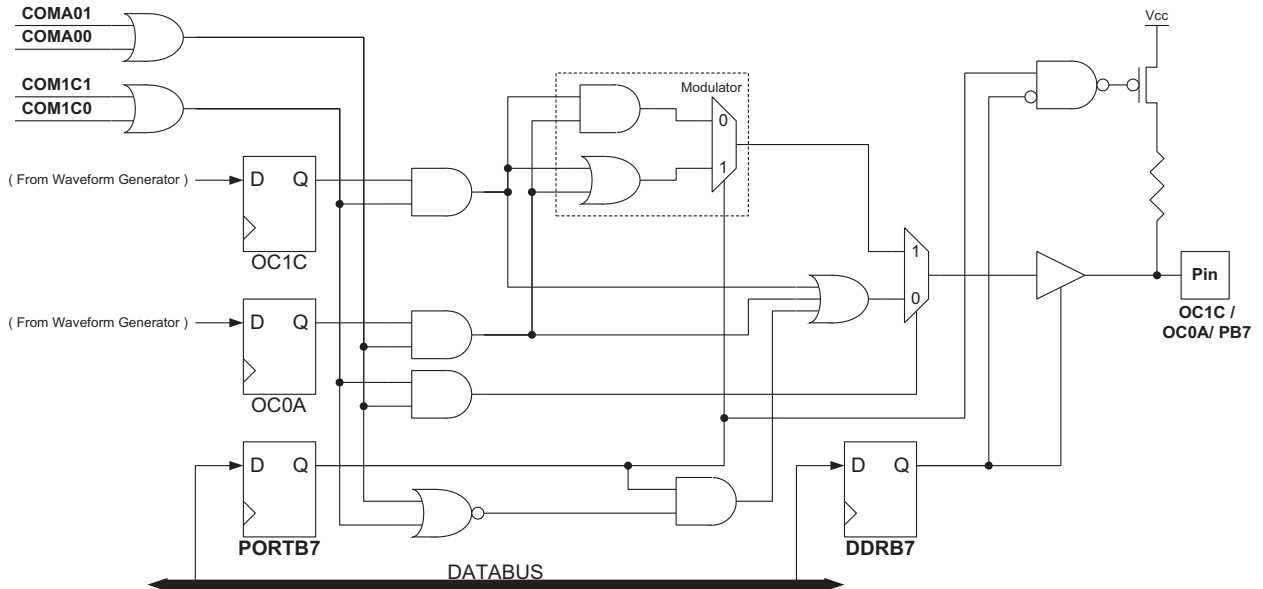 COMA01
COMA00
Vcc
COM1C1
COM1C0
Modulator
0
1
( From Waveform Generator )
D Q
OC1C
1
0
Pin
OC1C /
OC0A/ PB7
( From Waveform Generator )
D Q
OC0A
D Q
PORTB7
D Q
DDRB7
DATABUS